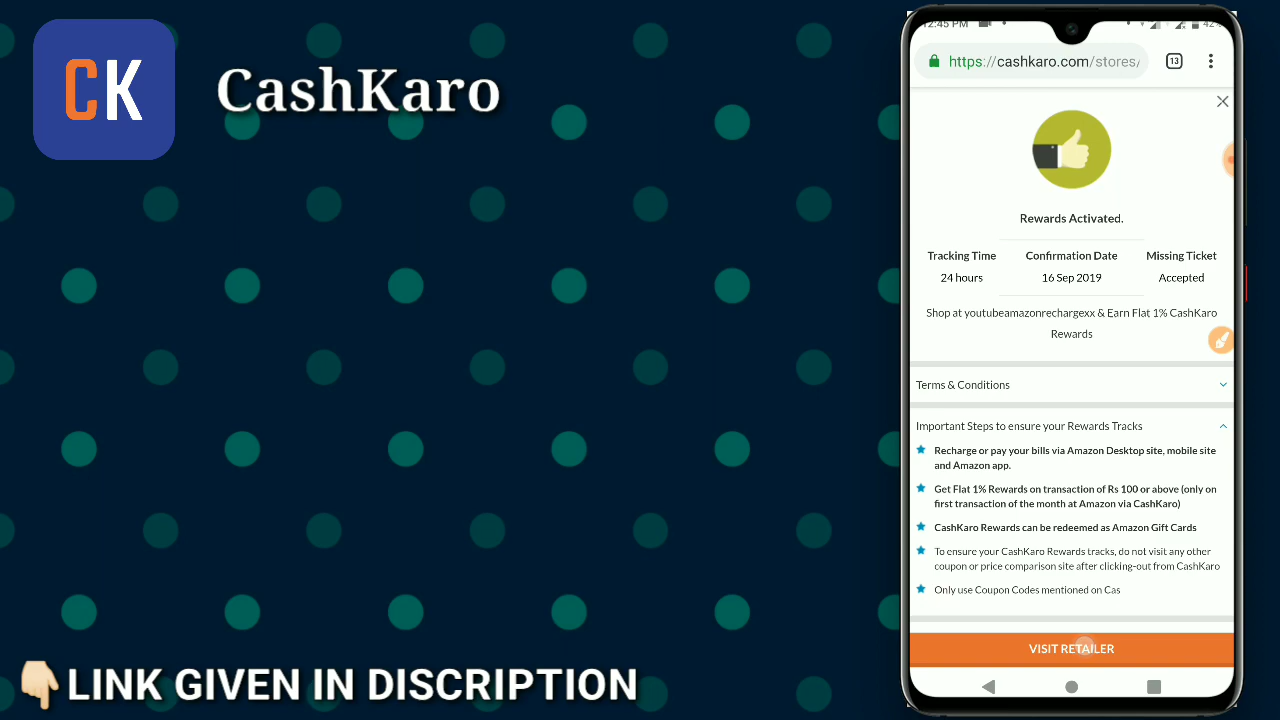 CK
CashKaro
12:45 PM
42%
https://cashkaro.com/stores/
13
Rewards Activated.
Tracking Time
24 hours
Confirmation Date
16 Sep 2019
Missing Ticket
Accepted
Shop at youtubeamazonrechargexx & Earn Flat 1% CashKaro
Rewards
Terms & Conditions
Important Steps to ensure your Rewards Tracks
Recharge or pay your bills via Amazon Desktop site, mobile site
and Amazon app.
Get Flat 1% Rewards on transaction of Rs 100 or above (only on
first transaction of the month at Amazon via CashKaro)
CashKaro Rewards can be redeemed as Amazon Gift Cards
To ensure your CashKaro Rewards tracks, do not visit any other
coupon or price comparison site after clicking-out from CashKaro
Only use Coupon Codes mentioned on Cas
VISIT RETAILER
LINK GIVEN IN DISCRIPTION